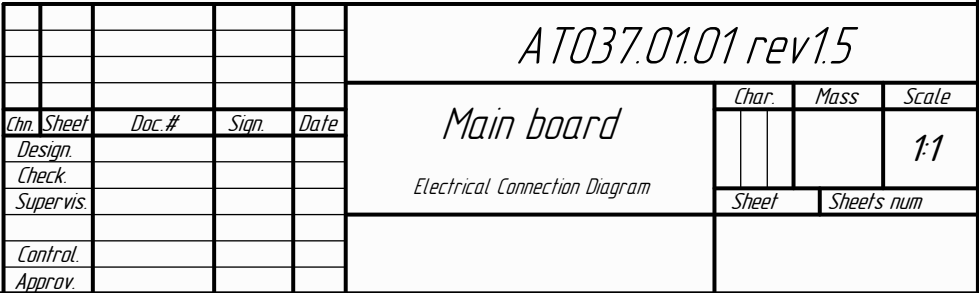 AT037.01.01 rev1.5
Char. Mass Scale
Chn. Sheet Doc.# Sign. Date
Main board
1:1
Design.
Check.
Electrical Connection Diagram
Supervis.
Sheet Sheets num
Control.
Approv.